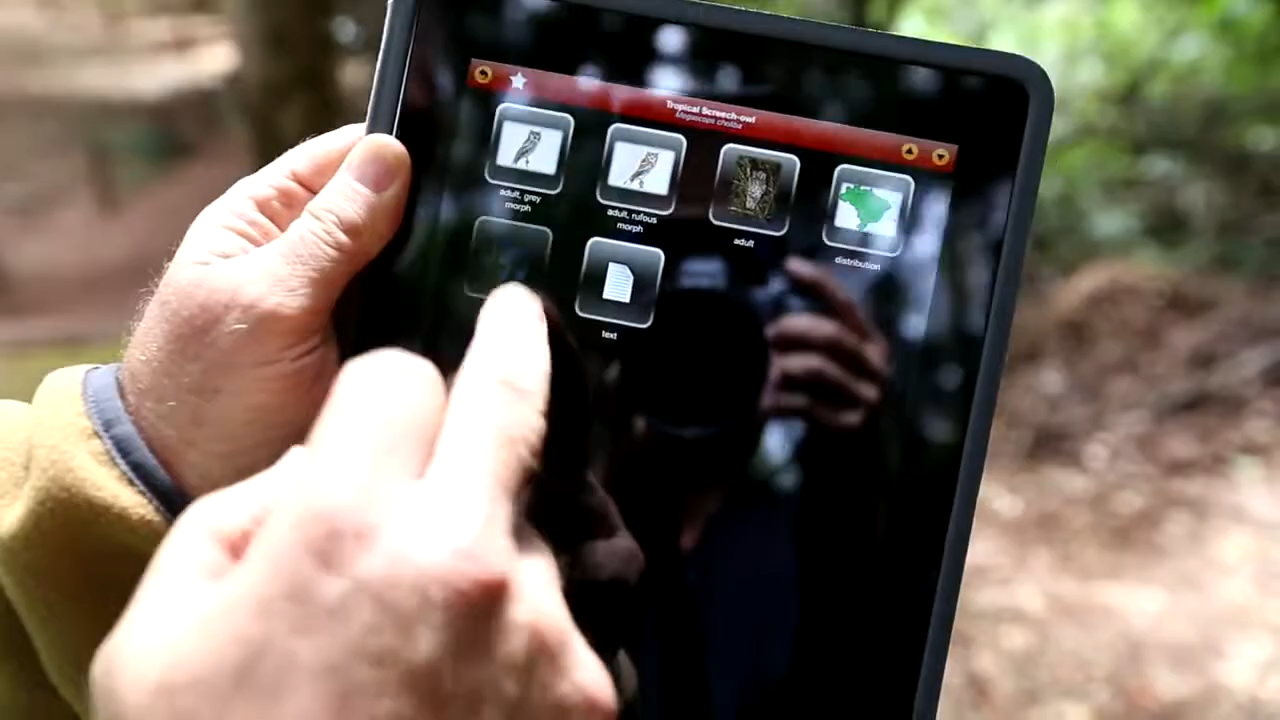 Tropical Screech-owl
Megascops choliba
adult, grey
morph
adult, rufous
morph
adult
distribution
text